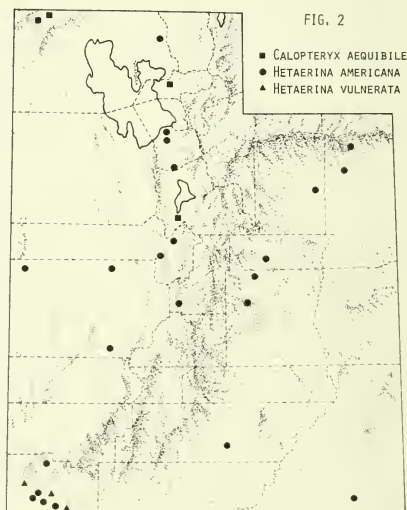 FIG. 2
CALOPTERYX AEQUIBILE
HETAERINA AMERICANA
HETAERINA VULNERATA